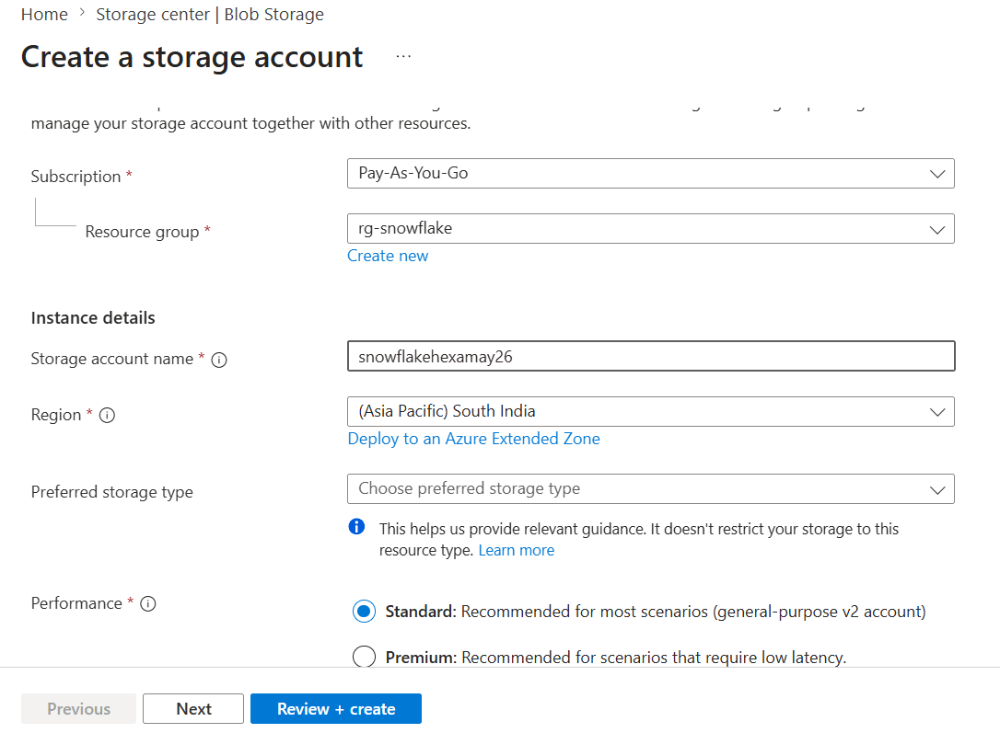 Home > Storage center | Blob Storage
Create a storage account ...
manage your storage account together with other resources.
Subscription * Pay-As-You-Go
Resource group * rg-snowflake
Create new
Instance details
Storage account name * snowflakehexamay26
Region * (Asia Pacific) South India
Deploy to an Azure Extended Zone
Preferred storage type Choose preferred storage type
This helps us provide relevant guidance. It doesn't restrict your storage to this
resource type. Learn more
Performance * Standard: Recommended for most scenarios (general-purpose v2 account)
Premium: Recommended for scenarios that require low latency.
Previous Next Review + create